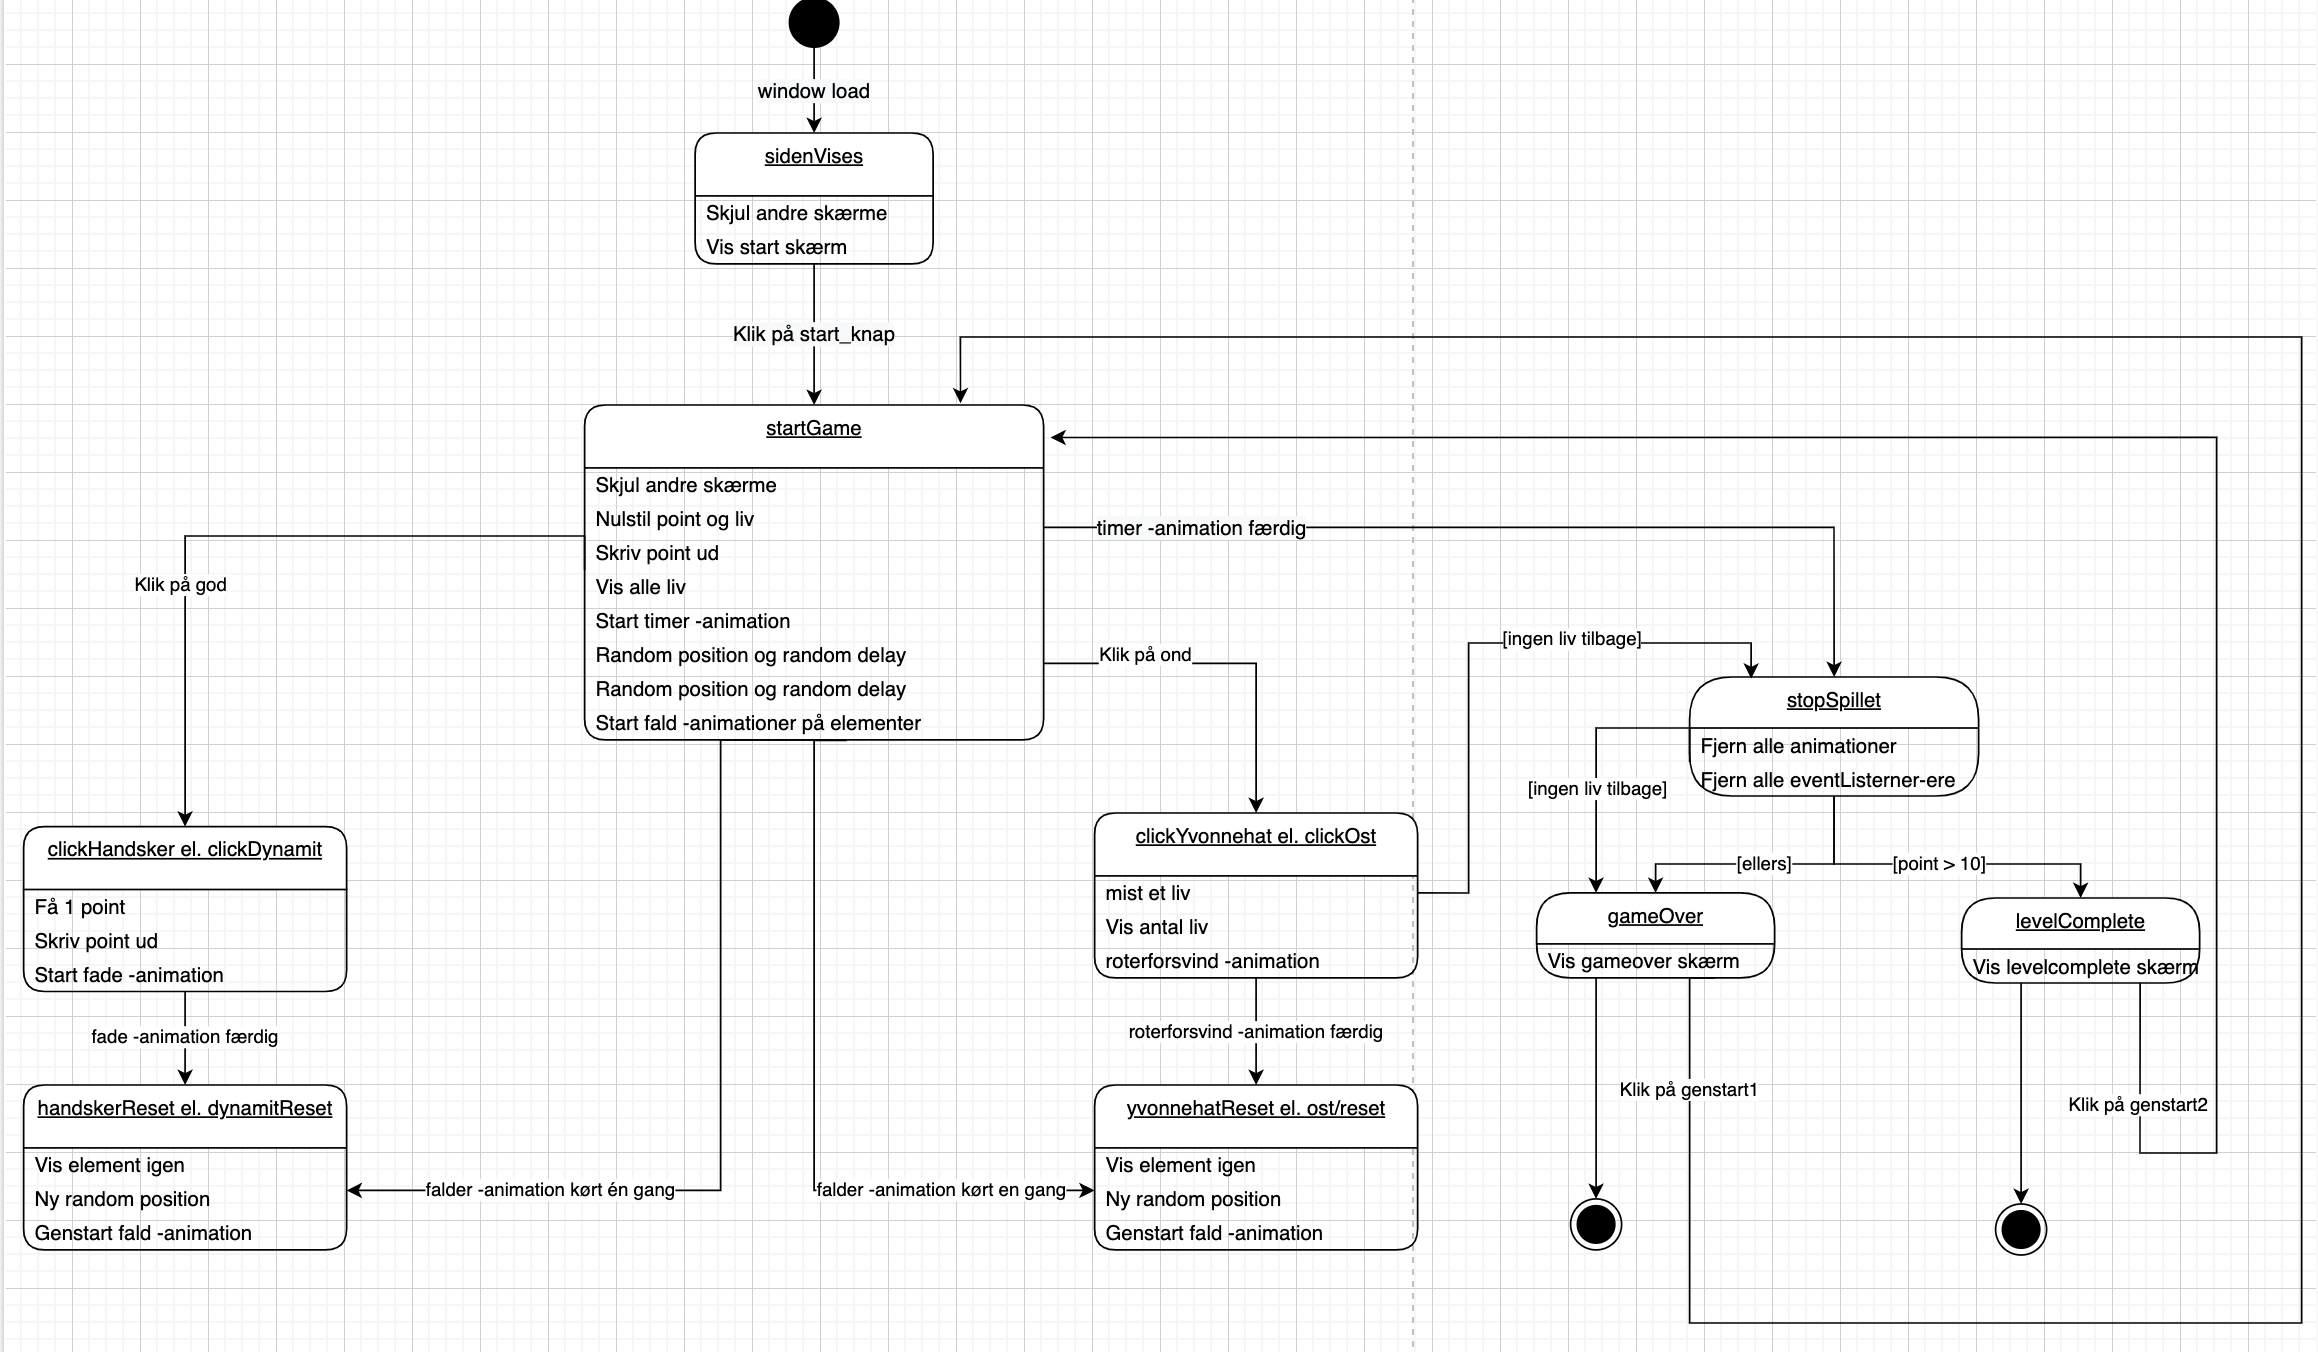 window load
sidenVises
Skjul andre skærme
Vis start skærm
Klik på start_knap
startGame
Skjul andre skærme
Nulstil point og liv
Skriv point ud
Vis alle liv
Start timer -animation
Random position og random delay
Random position og random delay
Start fald -animationer på elementer
timer -animation færdig
Klik på god
Klik på ond
[ingen liv tilbage]
stopSpillet
Fjern alle animationer
Fjern alle eventListerner-ere
[ingen liv tilbage]
[ellers]
[point > 10]
clickHandsker el. clickDynamit
Få 1 point
Skriv point ud
Start fade -animation
clickYvonnehat el. clickOst
mist et liv
Vis antal liv
roterforsvind -animation
gameOver
Vis gameover skærm
levelComplete
Vis levelcomplete skærm
fade -animation færdig
roterforsvind -animation færdig
Klik på genstart1
Klik på genstart2
handskerReset el. dynamitReset
Vis element igen
Ny random position
Genstart fald -animation
falder -animation kørt én gang
falder -animation kørt en gang
yvonnehatReset el. ost/reset
Vis element igen
Ny random position
Genstart fald -animation